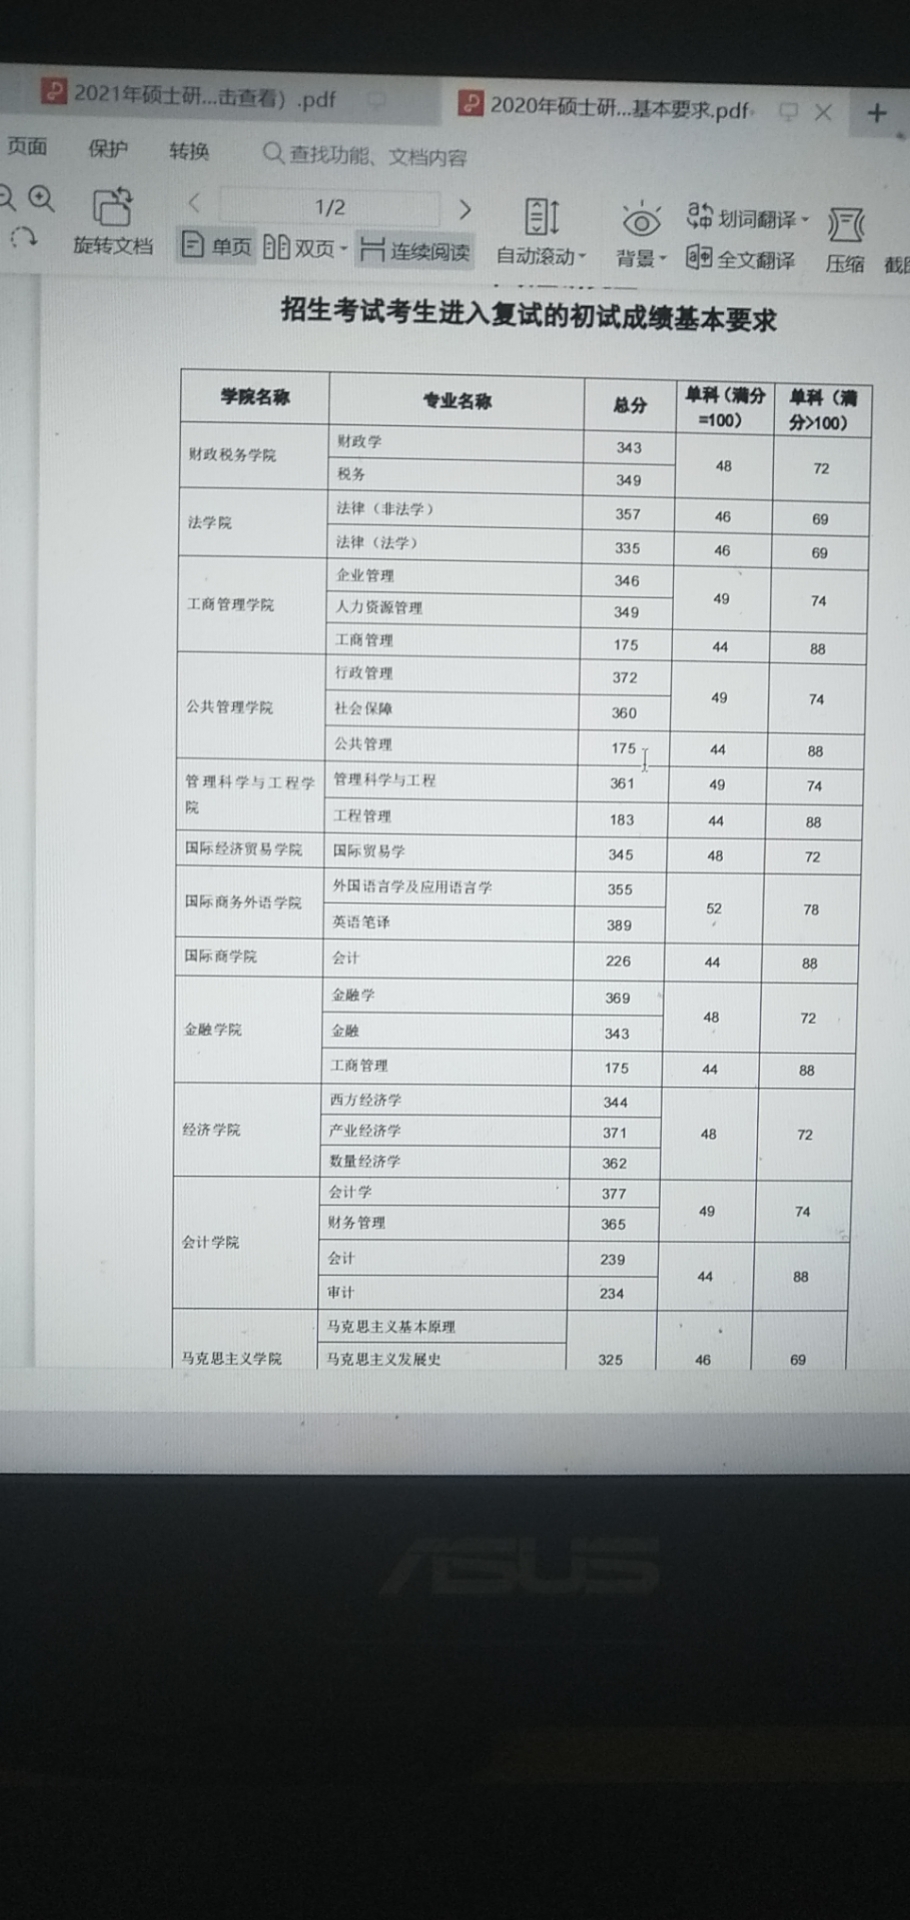 2021年硕士研...击查看）.pdf
2020年硕士研...基本要求.pdf
页面 保护 转换 查找功能、文档内容
1/2
旋转文档 单页 双页 连续阅读 自动滚动 背景 划词翻译 全文翻译 压缩
招生考试考生进入复试的初试成绩基本要求
学院名称 专业名称 总分 单科（满分=100） 单科（满分>100）
财政税务学院 财政学 343 48 72
税务 349
法学院 法律（非法学） 357 46 69
法律（法学） 335 46 69
工商管理学院 企业管理 346 49 74
人力资源管理 349
工商管理 175 44 88
公共管理学院 行政管理 372 49 74
社会保障 360
公共管理 175 44 88
管理科学与工程学院 管理科学与工程 361 49 74
工程管理 183 44 88
国际经济贸易学院 国际贸易学 345 48 72
国际商务外语学院 外国语言学及应用语言学 355 52 78
英语笔译 389
国际商学院 会计 226 44 88
金融学院 金融学 369 48 72
金融 343
工商管理 175 44 88
经济学院 西方经济学 344 48 72
产业经济学 371
数量经济学 362
会计学院 会计学 377 49 74
财务管理 365
会计 239 44 88
审计 234
马克思主义基本原理
马克思主义学院 马克思主义发展史 325 46 69
ASUS